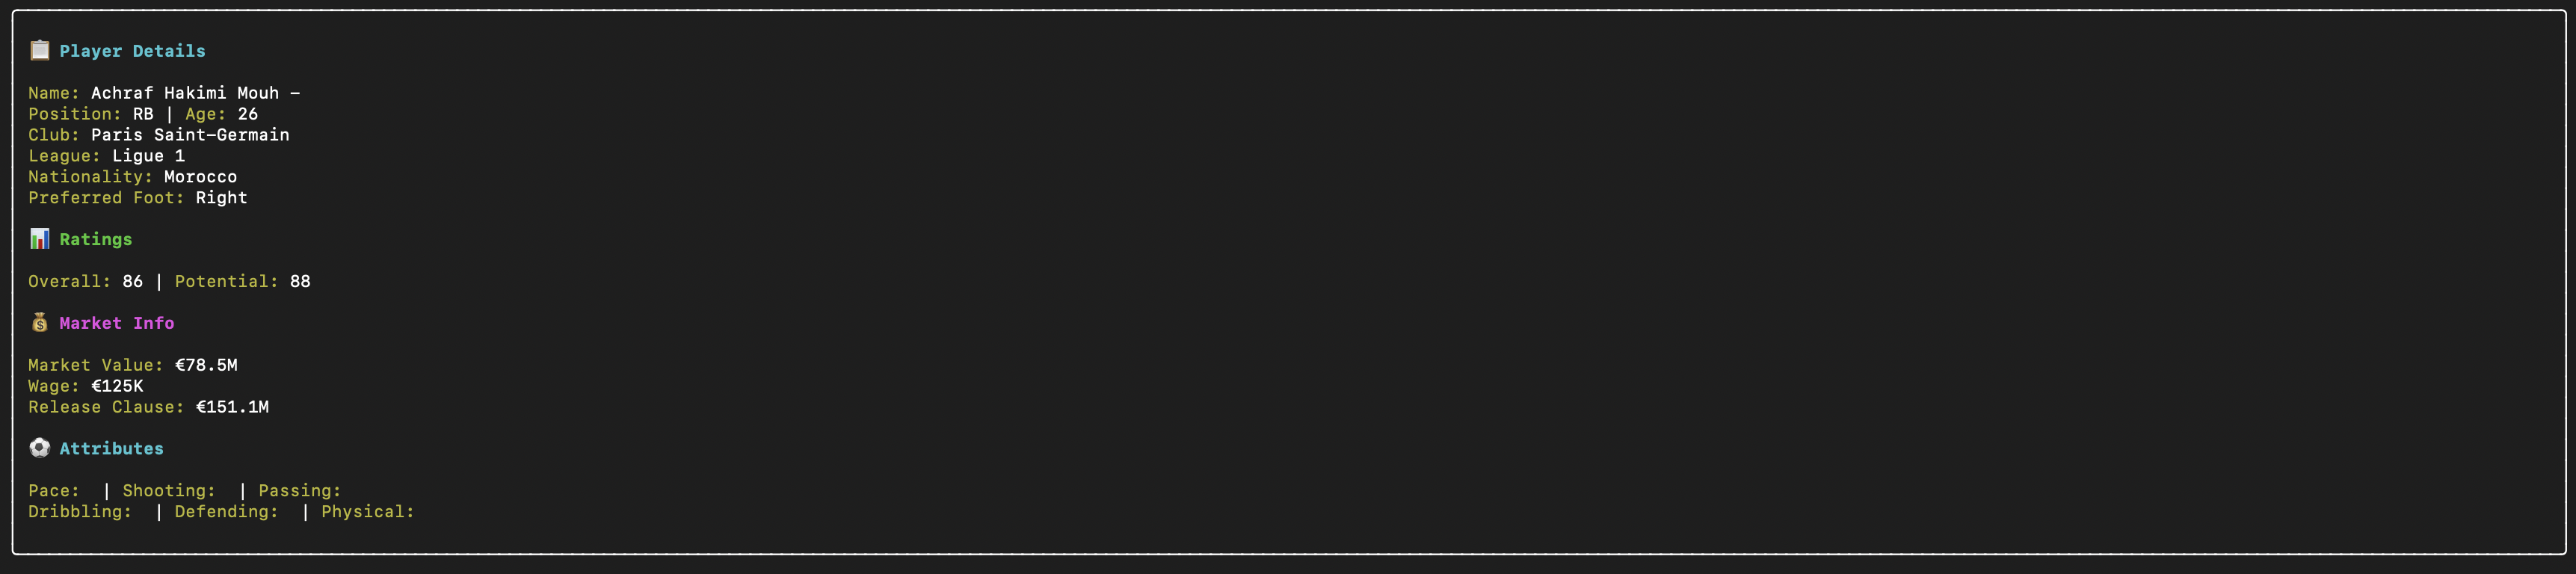 📋 Player Details
Name: Achraf Hakimi Mouh -
Position: RB | Age: 26
Club: Paris Saint-Germain
League: Ligue 1
Nationality: Morocco
Preferred Foot: Right
📊 Ratings
Overall: 86 | Potential: 88
💰 Market Info
Market Value: €78.5M
Wage: €125K
Release Clause: €151.1M
⚽ Attributes
Pace:  | Shooting:  | Passing:
Dribbling:  | Defending:  | Physical: